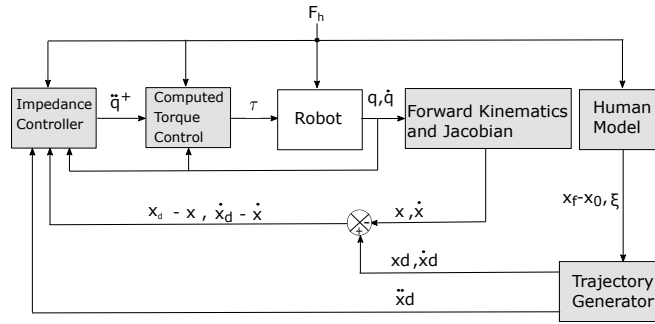 F_h
Impedance
Controller
q̈⁺
Computed
Torque
Control
τ
Robot
q,q̇
Forward Kinematics
and Jacobian
Human
Model
x_d - x , ẋ_d - ẋ
-
+
x,ẋ
x_f-x_0,ξ
xd,ẋd
Trajectory
Generator
ẍd